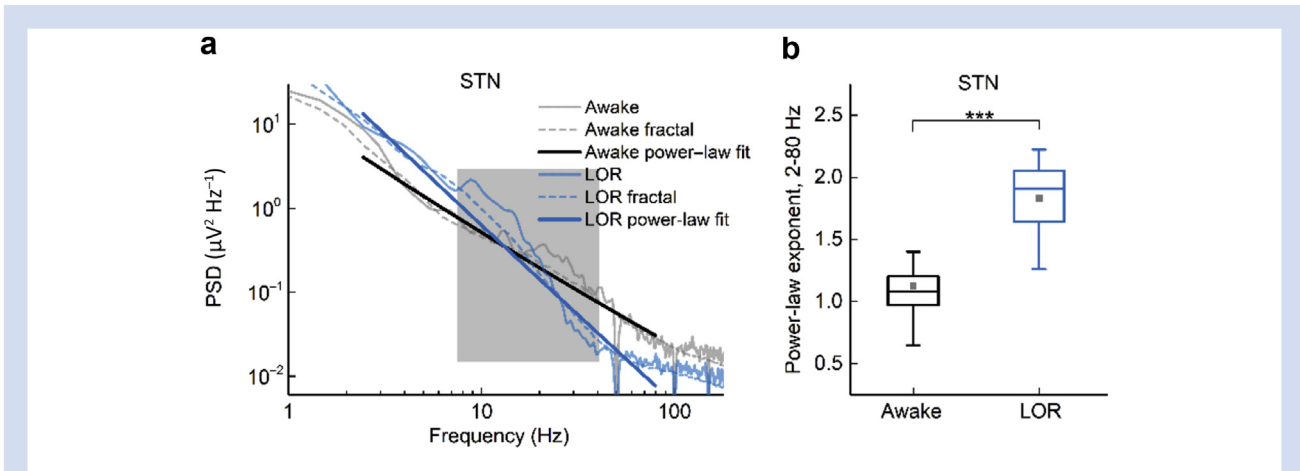 a
STN
Awake
Awake fractal
Awake power–law fit
LOR
LOR fractal
LOR power-law fit
PSD (µV² Hz⁻¹)
10¹
10⁰
10⁻¹
10⁻²
1
10
100
Frequency (Hz)
b
STN
***
Power-law exponent, 2-80 Hz
2.5
2.0
1.5
1.0
0.5
Awake
LOR